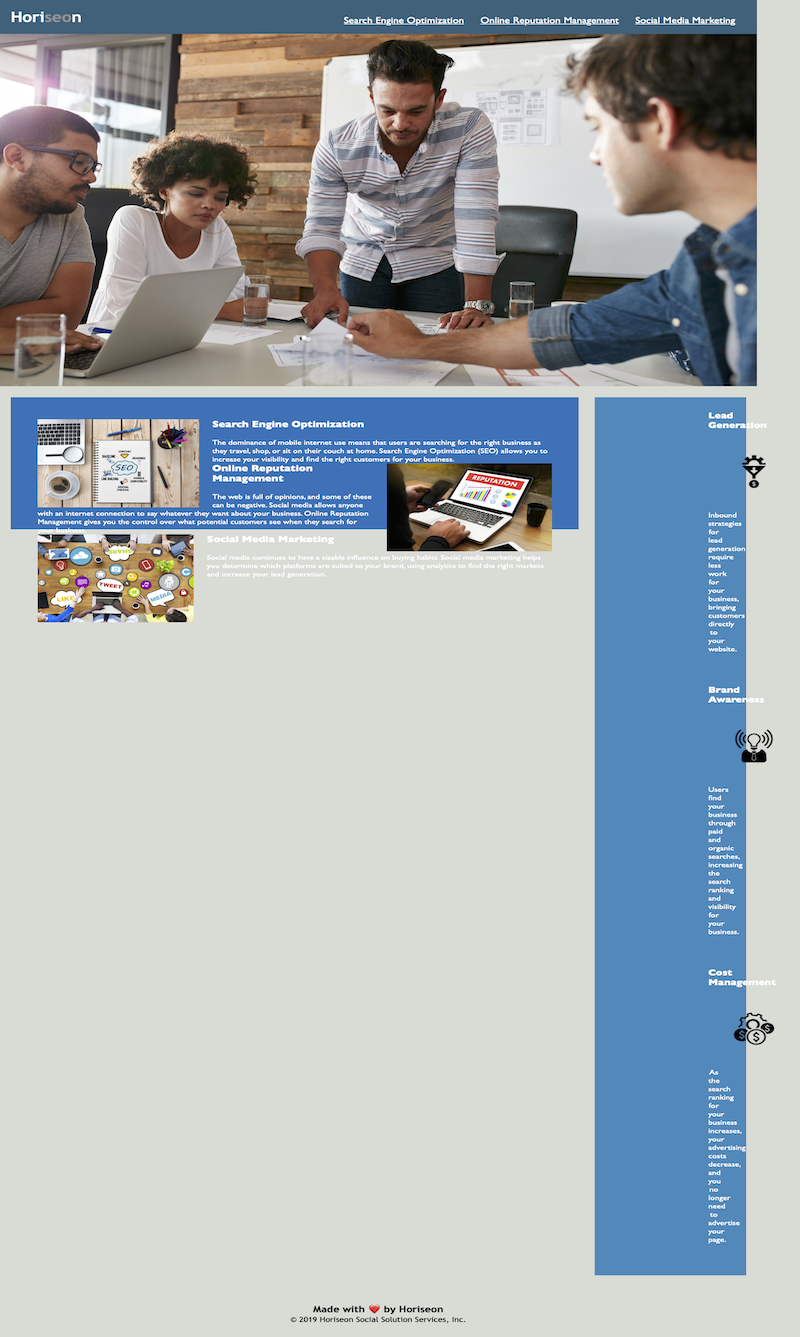 Horiseon
Search Engine Optimization
Online Reputation Management
Social Media Marketing
Search Engine Optimization
The dominance of mobile internet use means that users are searching for the right business as
they travel, shop, or sit on their couch at home. Search Engine Optimization (SEO) allows you to
increase your visibility and find the right customers for your business.
Online Reputation
Management
The web is full of opinions, and some of these
can be negative. Social media allows anyone
with an internet connection to say whatever they want about your business. Online Reputation
Management gives you the control over what potential customers see when they search for
SEO
REPUTATION
Social Media Marketing
Social media continues to have a sizable influence on buying habits. Social media marketing helps
you determine which platforms are suited to your brand, using analytics to find the right markets
and increase your lead generation.
SHARE
TWEET
LIKE
MEDIA
Lead
Generation
Inbound
strategies
for
lead
generation
require
less
work
for
your
business,
bringing
customers
directly
to
your
website.
Brand
Awareness
Users
find
your
business
through
paid
and
organic
searches,
increasing
the
search
ranking
and
visibility
for
your
business.
Cost
Management
As
the
search
ranking
for
your
business
increases,
your
advertising
costs
decrease,
and
you
no
longer
need
to
advertise
your
page.
Made with ❤️ by Horiseon
© 2019 Horiseon Social Solution Services, Inc.